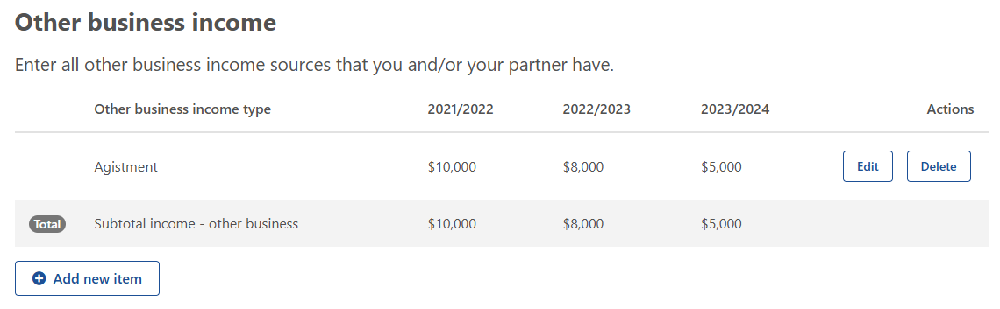 Other business income
Enter all other business income sources that you and/or your partner have.
Other business income type 2021/2022 2022/2023 2023/2024 Actions
Agistment $10,000 $8,000 $5,000 Edit Delete
Total Subtotal income - other business $10,000 $8,000 $5,000
Add new item